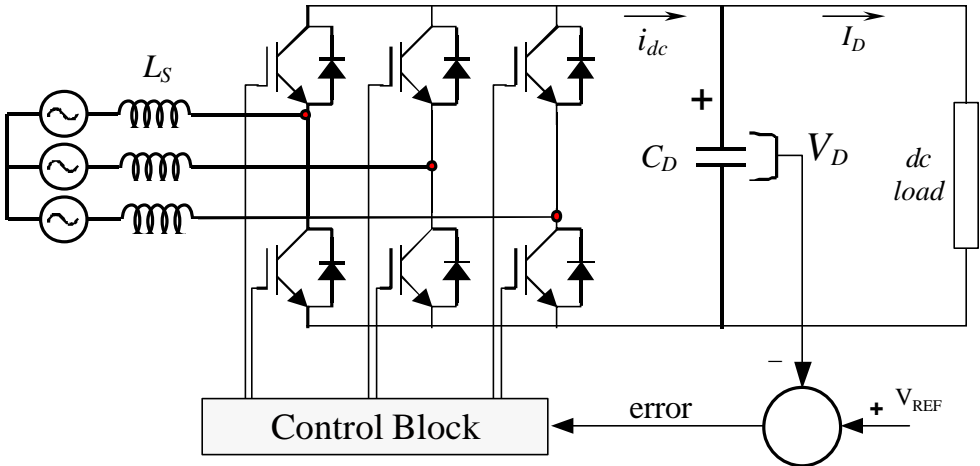 i_dc
I_D
L_S
+
C_D
V_D
dc
load
–
+
V_REF
error
Control Block